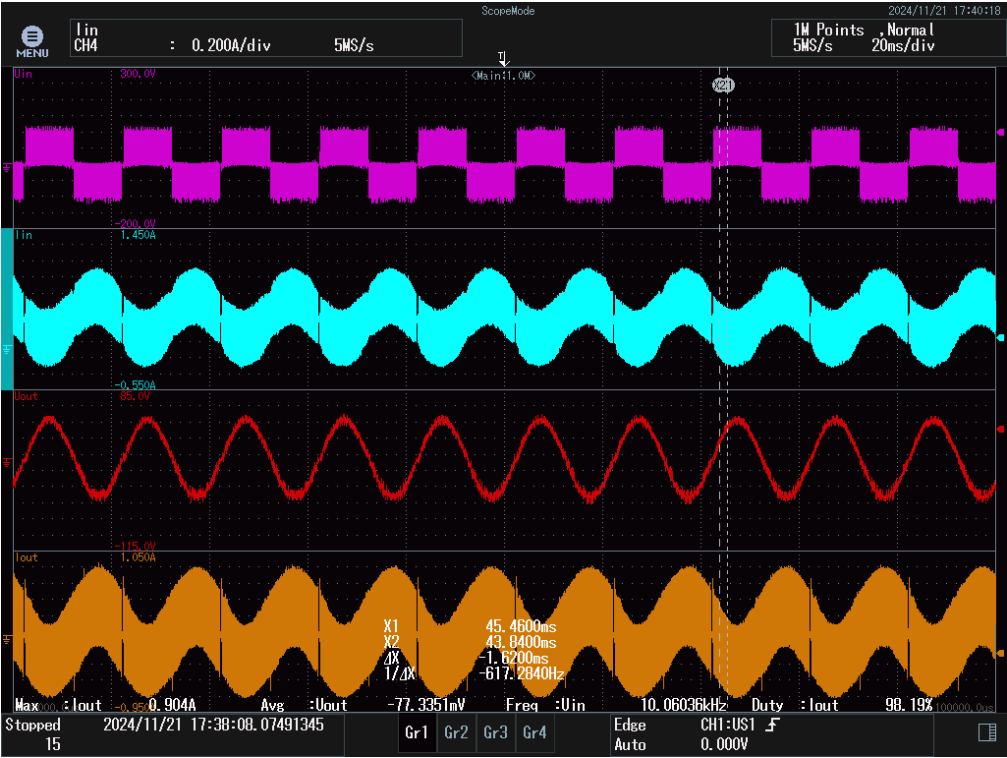 ScopeMode
2024/11/21 17:40:18
MENU
Iin
CH4 : 0.200A/div 5MS/s
1M Points ,Normal
5MS/s 20ms/div
T
Uin 300.0V
<Main:1.0M>
-200.0V
Iin 1.450A
-0.550A
Uout 85.0V
-115.0V
Iout 1.050A
X1 45.4600ms
X2 43.8400ms
ΔX -1.6200ms
1/ΔX -617.2840Hz
Max :Iout 0.904A Avg :Uout -77.3351mV Freq :Uin 10.06036kHz Duty :Iout 98.19%
-0.950
100000.0us
Stopped 2024/11/21 17:38:08.07491345
15
Gr1 Gr2 Gr3 Gr4
Edge CH1:US1
Auto 0.000V